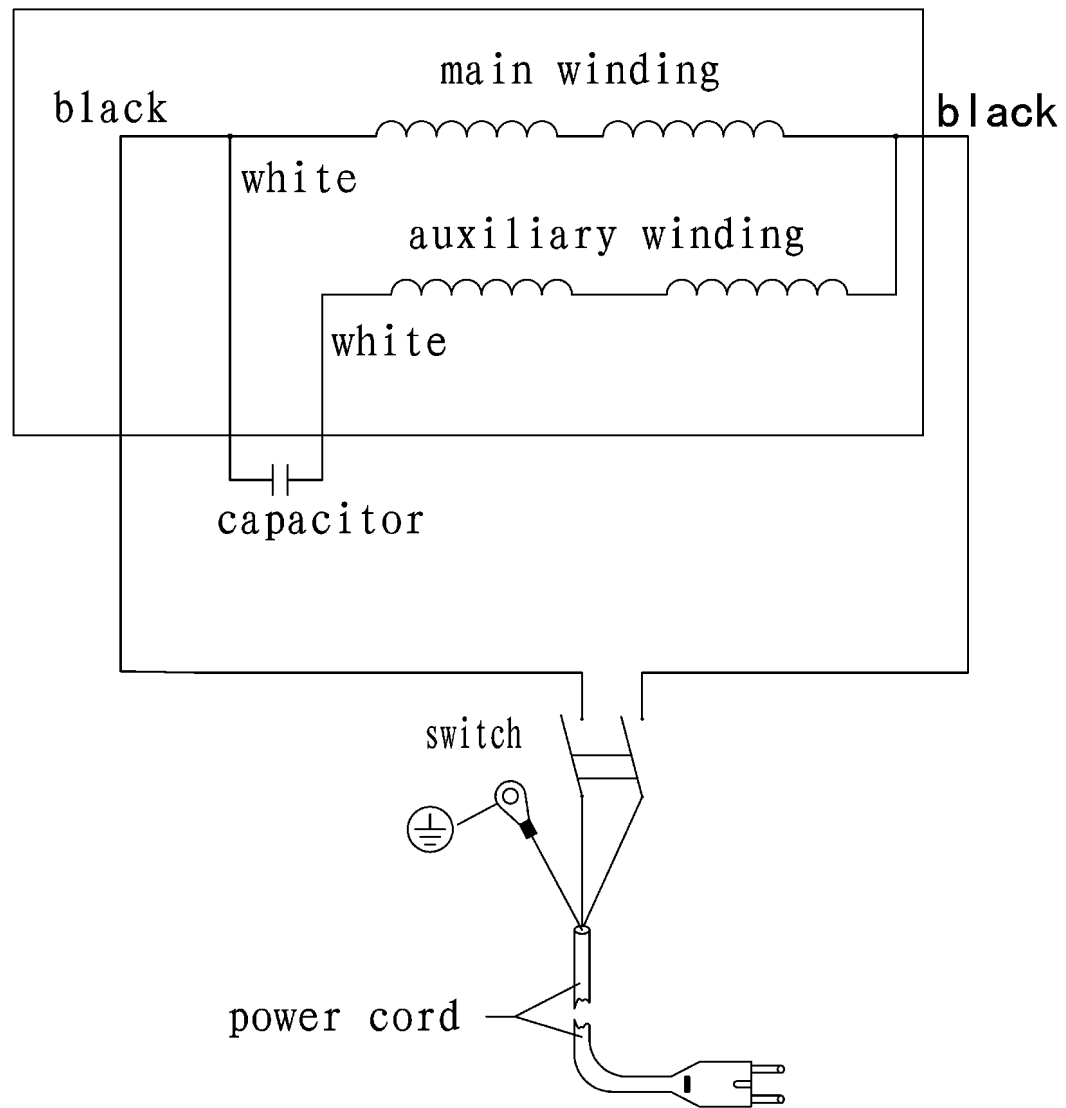 main winding
black
black
white
auxiliary winding
white
capacitor
switch
power cord